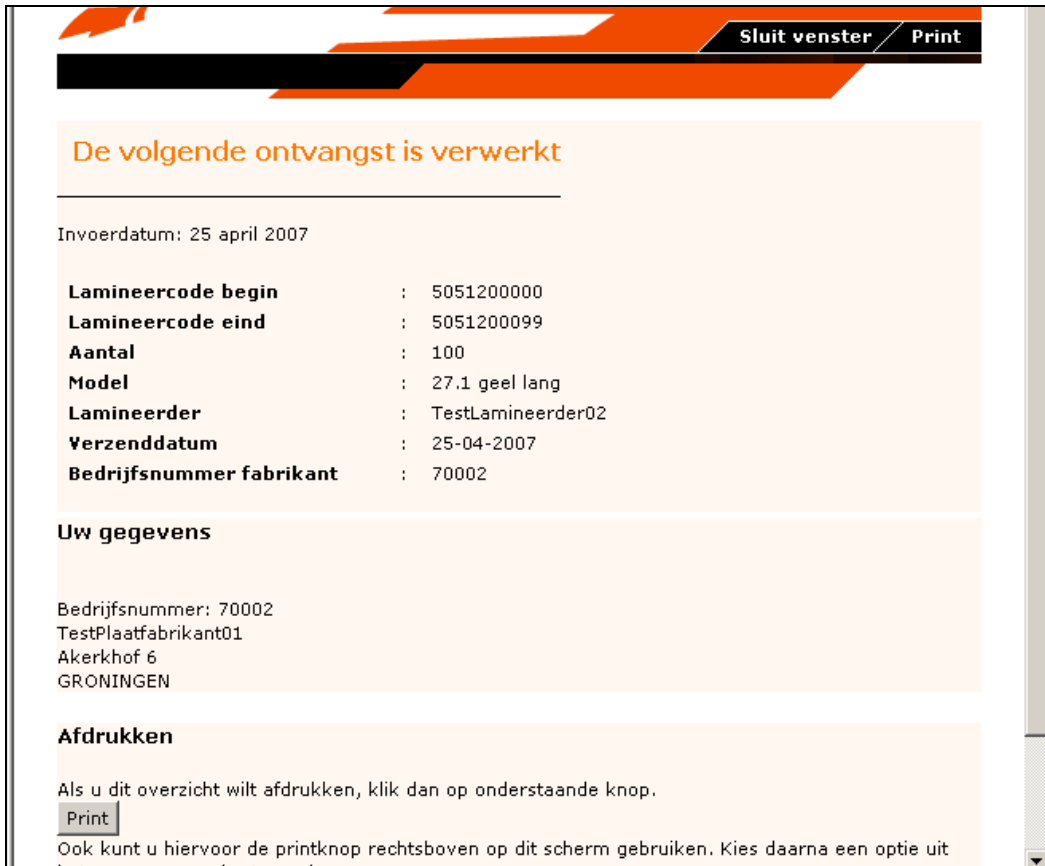 Sluit venster Print
De volgende ontvangst is verwerkt
Invoerdatum: 25 april 2007
Lamineercode begin : 5051200000
Lamineercode eind : 5051200099
Aantal : 100
Model : 27.1 geel lang
Lamineerder : TestLamineerder02
Verzenddatum : 25-04-2007
Bedrijfsnummer fabrikant : 70002
Uw gegevens
Bedrijfsnummer: 70002
TestPlaatfabrikant01
Akerkhof 6
GRONINGEN
Afdrukken
Als u dit overzicht wilt afdrukken, klik dan op onderstaande knop.
Print
Ook kunt u hiervoor de printknop rechtsboven op dit scherm gebruiken. Kies daarna een optie uit